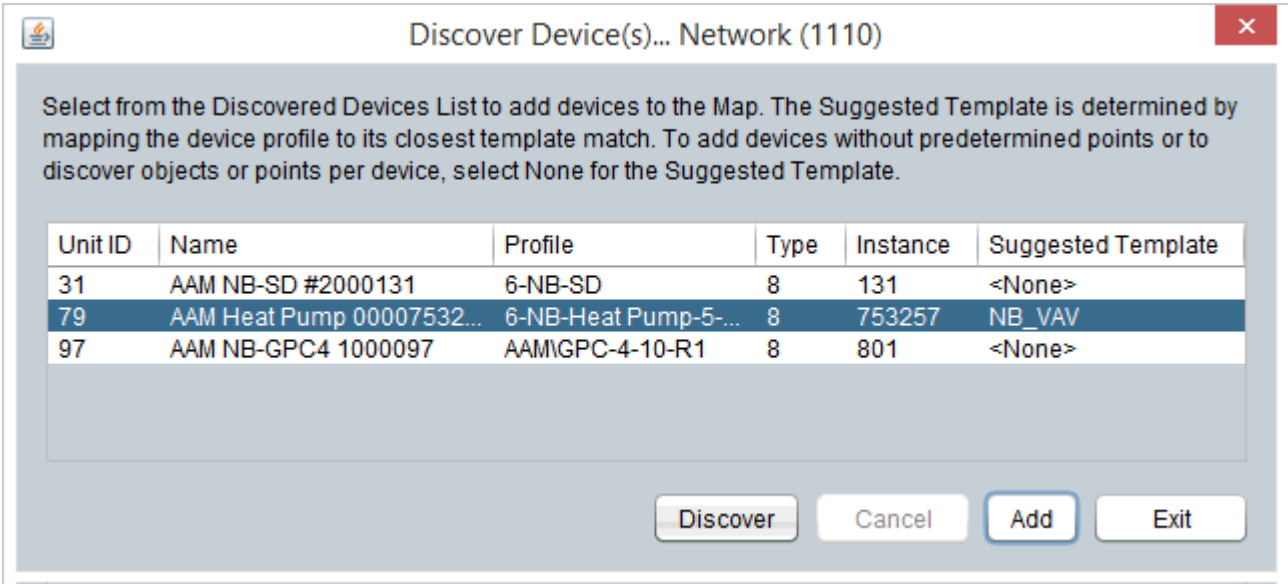 Discover Device(s)... Network (1110)
Select from the Discovered Devices List to add devices to the Map. The Suggested Template is determined by
mapping the device profile to its closest template match. To add devices without predetermined points or to
discover objects or points per device, select None for the Suggested Template.
Unit ID Name Profile Type Instance Suggested Template
31 AAM NB-SD #2000131 6-NB-SD 8 131 <None>
79 AAM Heat Pump 00007532... 6-NB-Heat Pump-5-... 8 753257 NB_VAV
97 AAM NB-GPC4 1000097 AAM\GPC-4-10-R1 8 801 <None>
Discover Cancel Add Exit